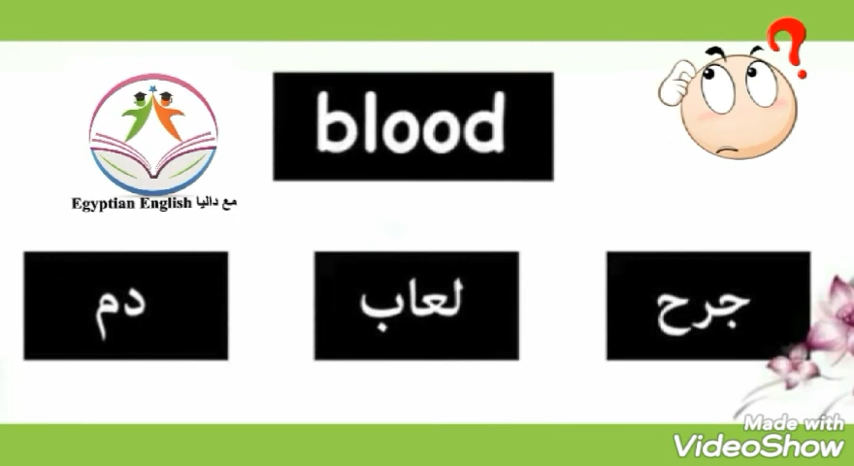 blood
Egyptian English مع داليا
جرح
لعاب
دم
Made with
VideoShow